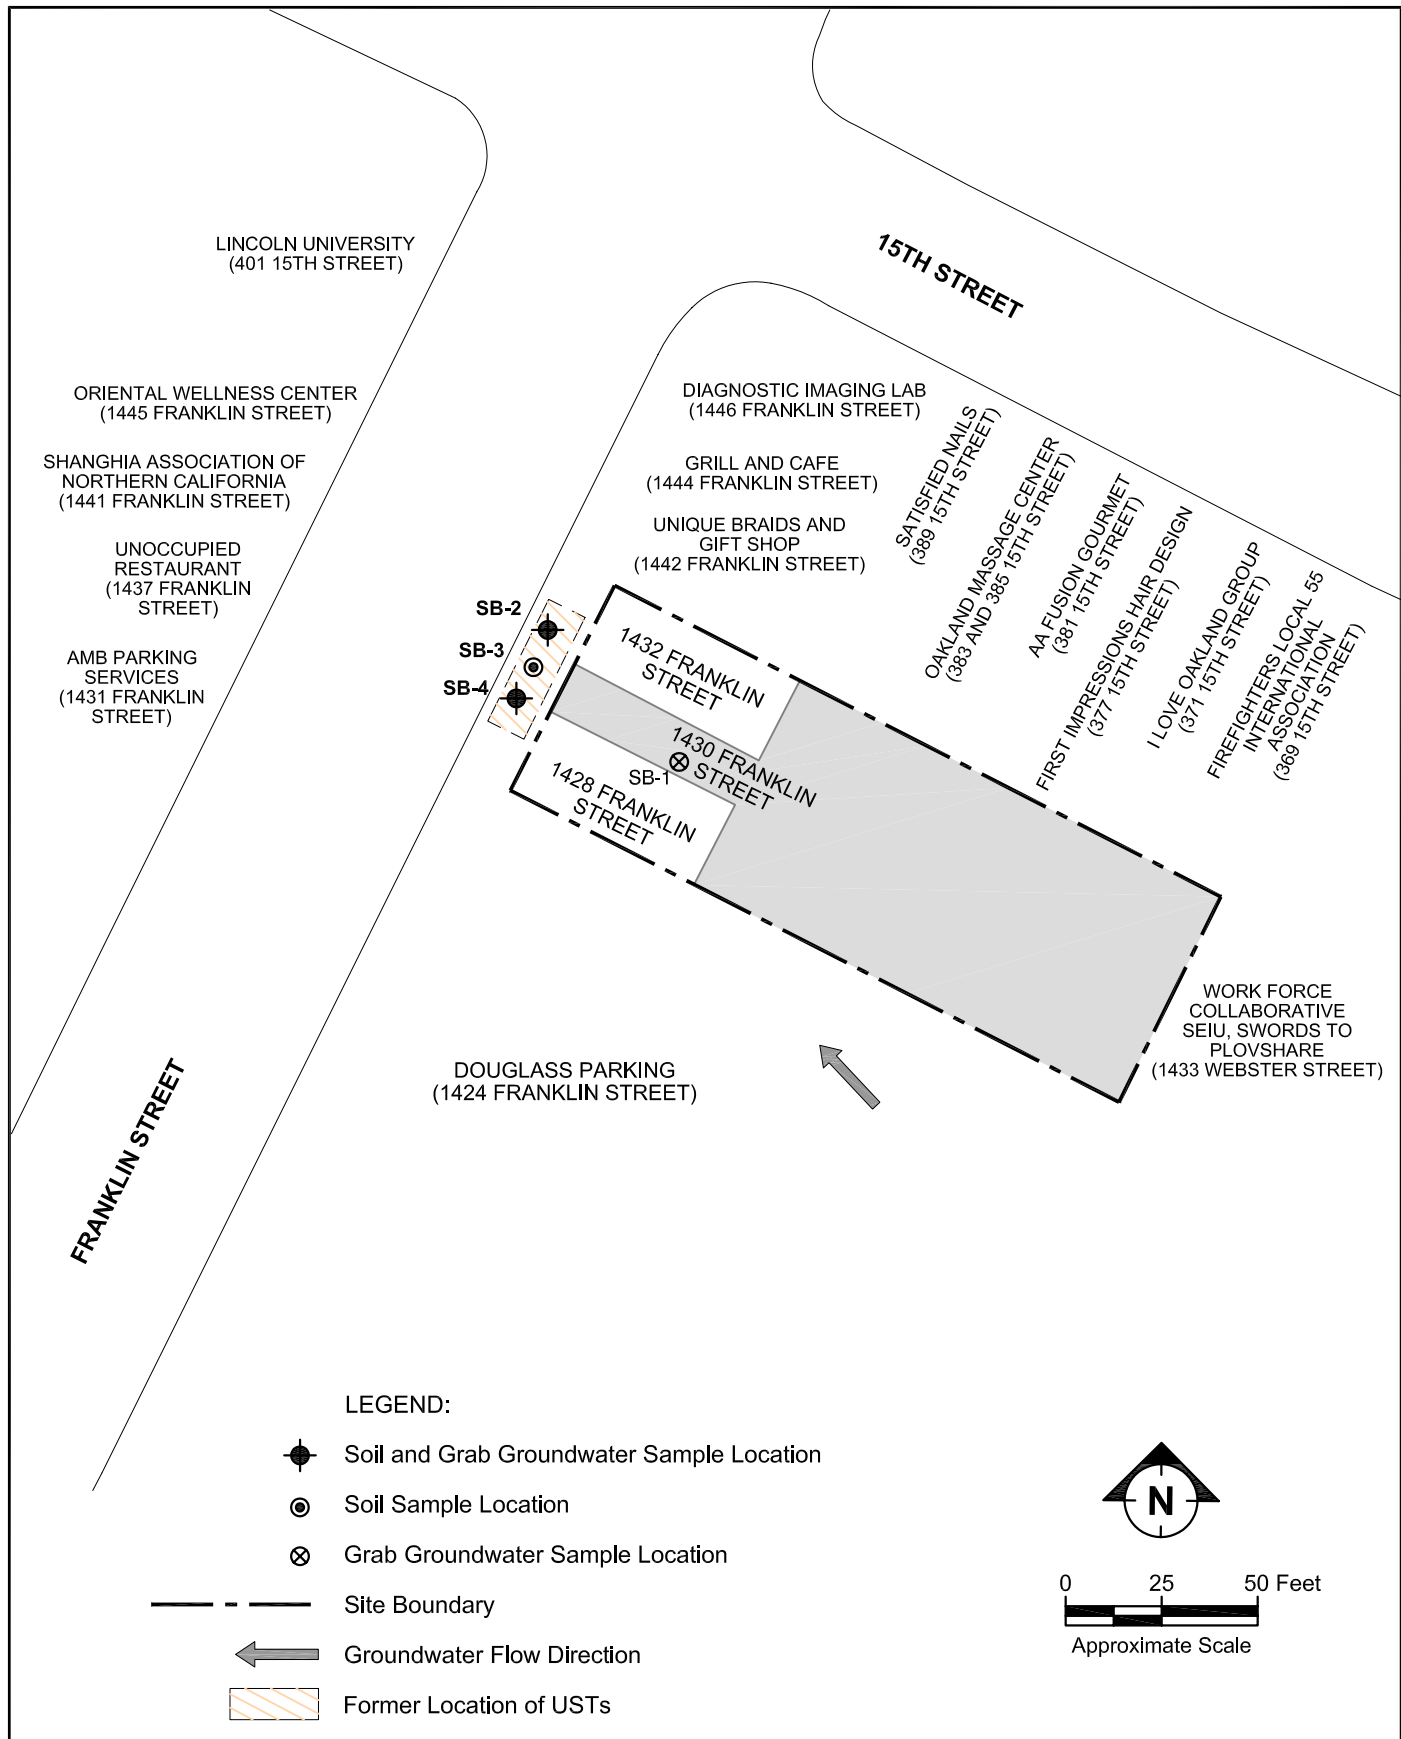 15TH STREET
LINCOLN UNIVERSITY
(401 15TH STREET)
ORIENTAL WELLNESS CENTER
(1445 FRANKLIN STREET)
SHANGHIA ASSOCIATION OF
NORTHERN CALIFORNIA
(1441 FRANKLIN STREET)
UNOCCUPIED
RESTAURANT
(1437 FRANKLIN
STREET)
AMB PARKING
SERVICES
(1431 FRANKLIN
STREET)
DIAGNOSTIC IMAGING LAB
(1446 FRANKLIN STREET)
GRILL AND CAFE
(1444 FRANKLIN STREET)
UNIQUE BRAIDS AND
GIFT SHOP
(1442 FRANKLIN STREET)
SATISFIED NAILS
(389 15TH STREET)
OAKLAND MASSAGE CENTER
(383 AND 385 15TH STREET)
AA FUSION GOURMET
(381 15TH STREET)
FIRST IMPRESSIONS HAIR DESIGN
(377 15TH STREET)
I LOVE OAKLAND GROUP
(371 15TH STREET)
FIREFIGHTERS LOCAL 55
INTERNATIONAL
ASSOCIATION
(369 15TH STREET)
SB-2
SB-3
SB-4
1432 FRANKLIN
STREET
1430 FRANKLIN
STREET
SB-1
1428 FRANKLIN
STREET
WORK FORCE
COLLABORATIVE
SEIU, SWORDS TO
PLOVSHARE
(1433 WEBSTER STREET)
DOUGLASS PARKING
(1424 FRANKLIN STREET)
FRANKLIN STREET
LEGEND:
Soil and Grab Groundwater Sample Location
Soil Sample Location
Grab Groundwater Sample Location
Site Boundary
Groundwater Flow Direction
Former Location of USTs
N
0 25 50 Feet
Approximate Scale